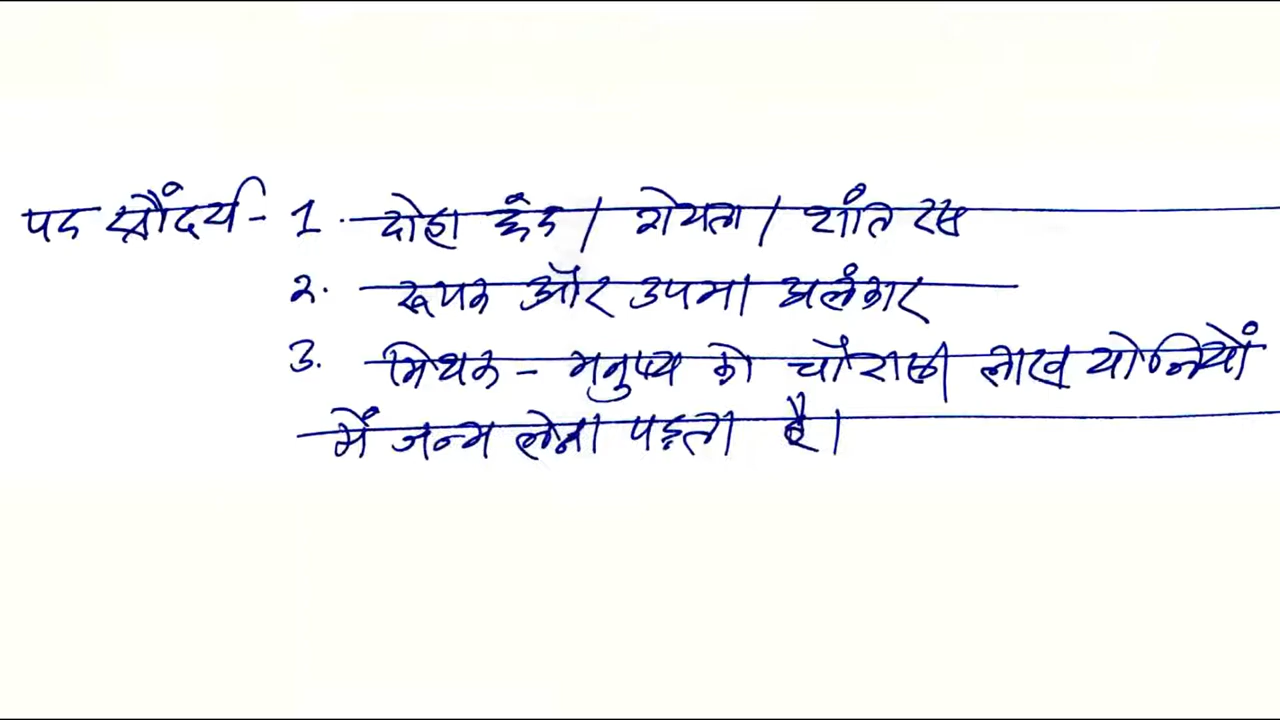 पद सौंदर्य - 1. दोहा छंद / गेयता / शांत रस
2. रूपक और उपमा अलंकार
3. मिथक - मनुष्य को चौरासी लाख योनियों
में जन्म लेना पड़ता है।